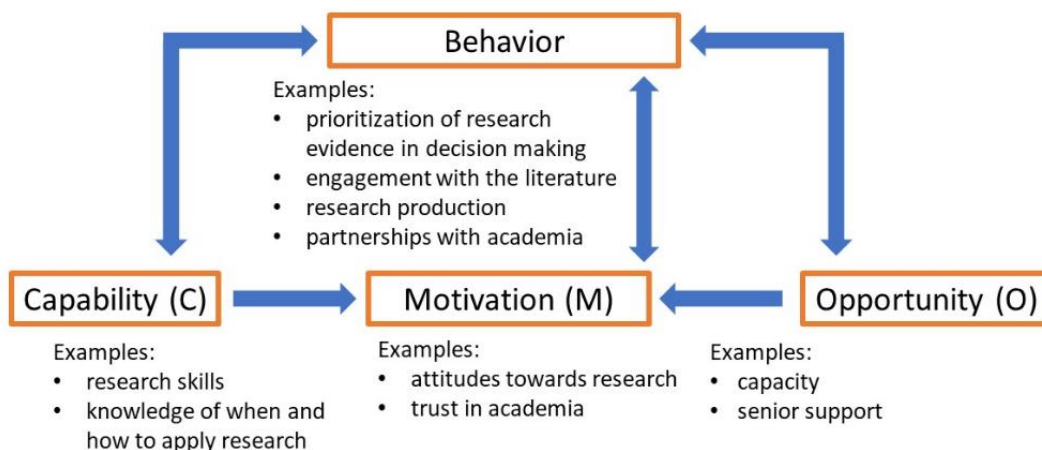 Behavior
Examples:
• prioritization of research
evidence in decision making
• engagement with the literature
• research production
• partnerships with academia
Capability (C)
Motivation (M)
Opportunity (O)
Examples:
• research skills
• knowledge of when and
how to apply research
Examples:
• attitudes towards research
• trust in academia
Examples:
• capacity
• senior support